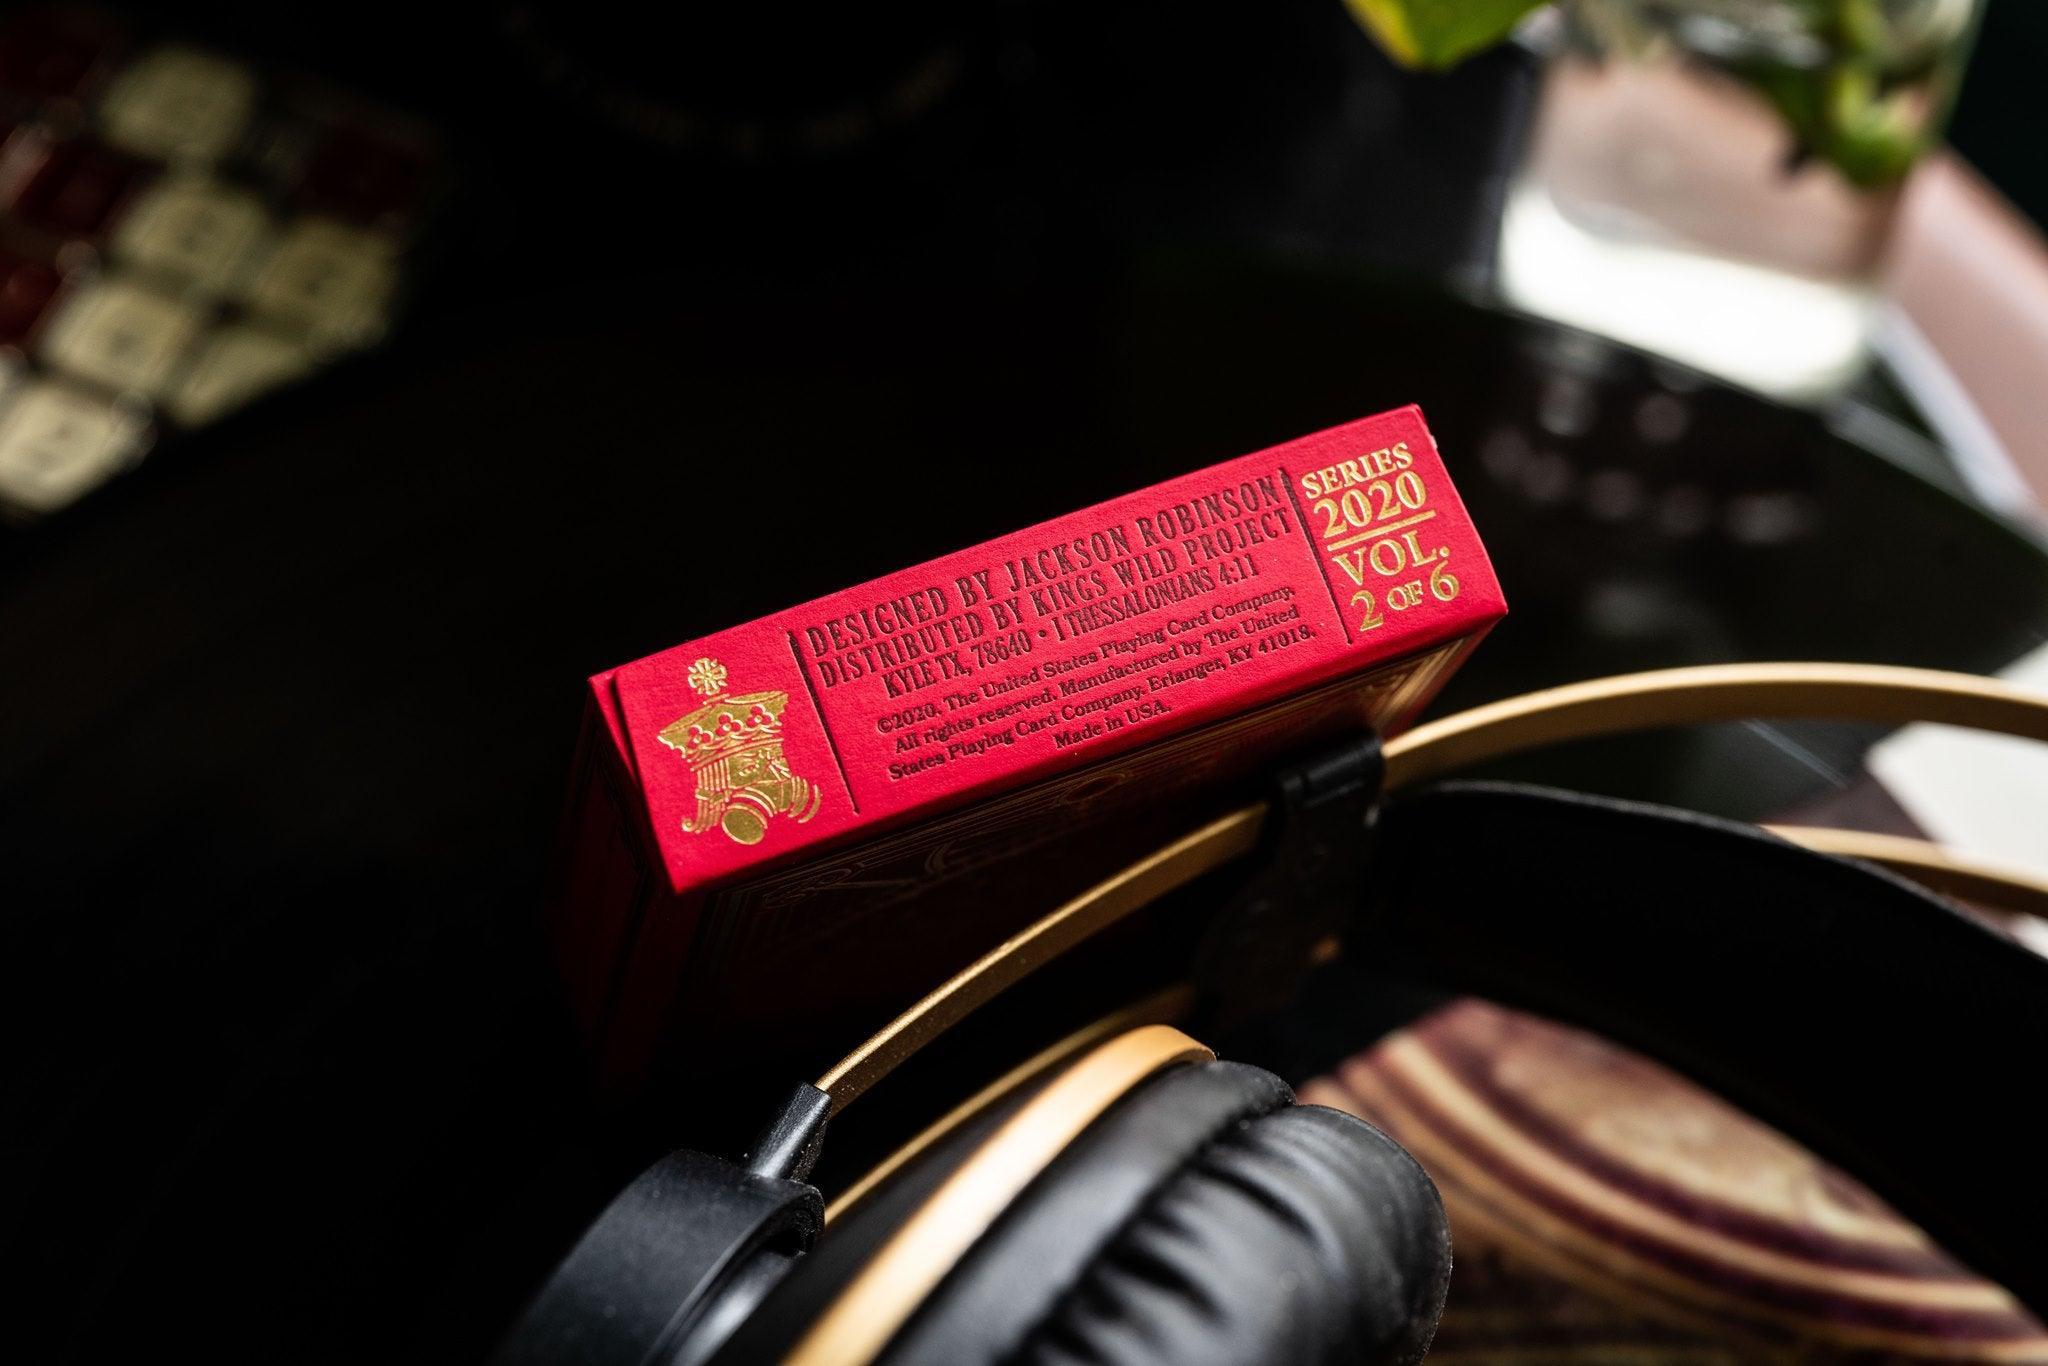 DESIGNED BY JACKSON ROBINSON
DISTRIBUTED BY KINGS WILD PROJECT
KYLE TX, 78640 • 1 THESSALONIANS 4:11
©2020. The United States Playing Card Company.
All rights reserved. Manufactured by The United
States Playing Card Company. Erlanger, KY 41018.
Made in USA.
SERIES
2020
VOL.
2 OF 6